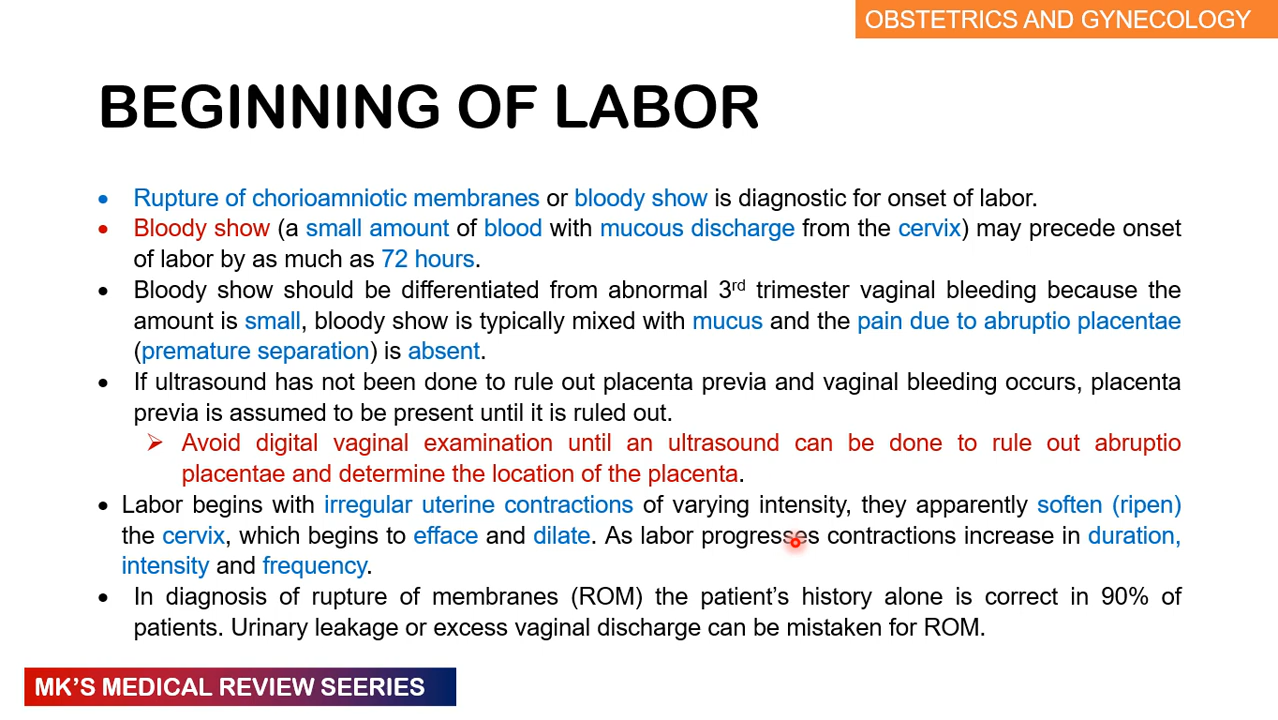 OBSTETRICS AND GYNECOLOGY
BEGINNING OF LABOR
• Rupture of chorioamniotic membranes or bloody show is diagnostic for onset of labor.
• Bloody show (a small amount of blood with mucous discharge from the cervix) may precede onset
of labor by as much as 72 hours.
• Bloody show should be differentiated from abnormal 3rd trimester vaginal bleeding because the
amount is small, bloody show is typically mixed with mucus and the pain due to abruptio placentae
(premature separation) is absent.
• If ultrasound has not been done to rule out placenta previa and vaginal bleeding occurs, placenta
previa is assumed to be present until it is ruled out.
➢ Avoid digital vaginal examination until an ultrasound can be done to rule out abruptio
placentae and determine the location of the placenta.
• Labor begins with irregular uterine contractions of varying intensity, they apparently soften (ripen)
the cervix, which begins to efface and dilate. As labor progresses contractions increase in duration,
intensity and frequency.
• In diagnosis of rupture of membranes (ROM) the patient's history alone is correct in 90% of
patients. Urinary leakage or excess vaginal discharge can be mistaken for ROM.
MK'S MEDICAL REVIEW SEERIES